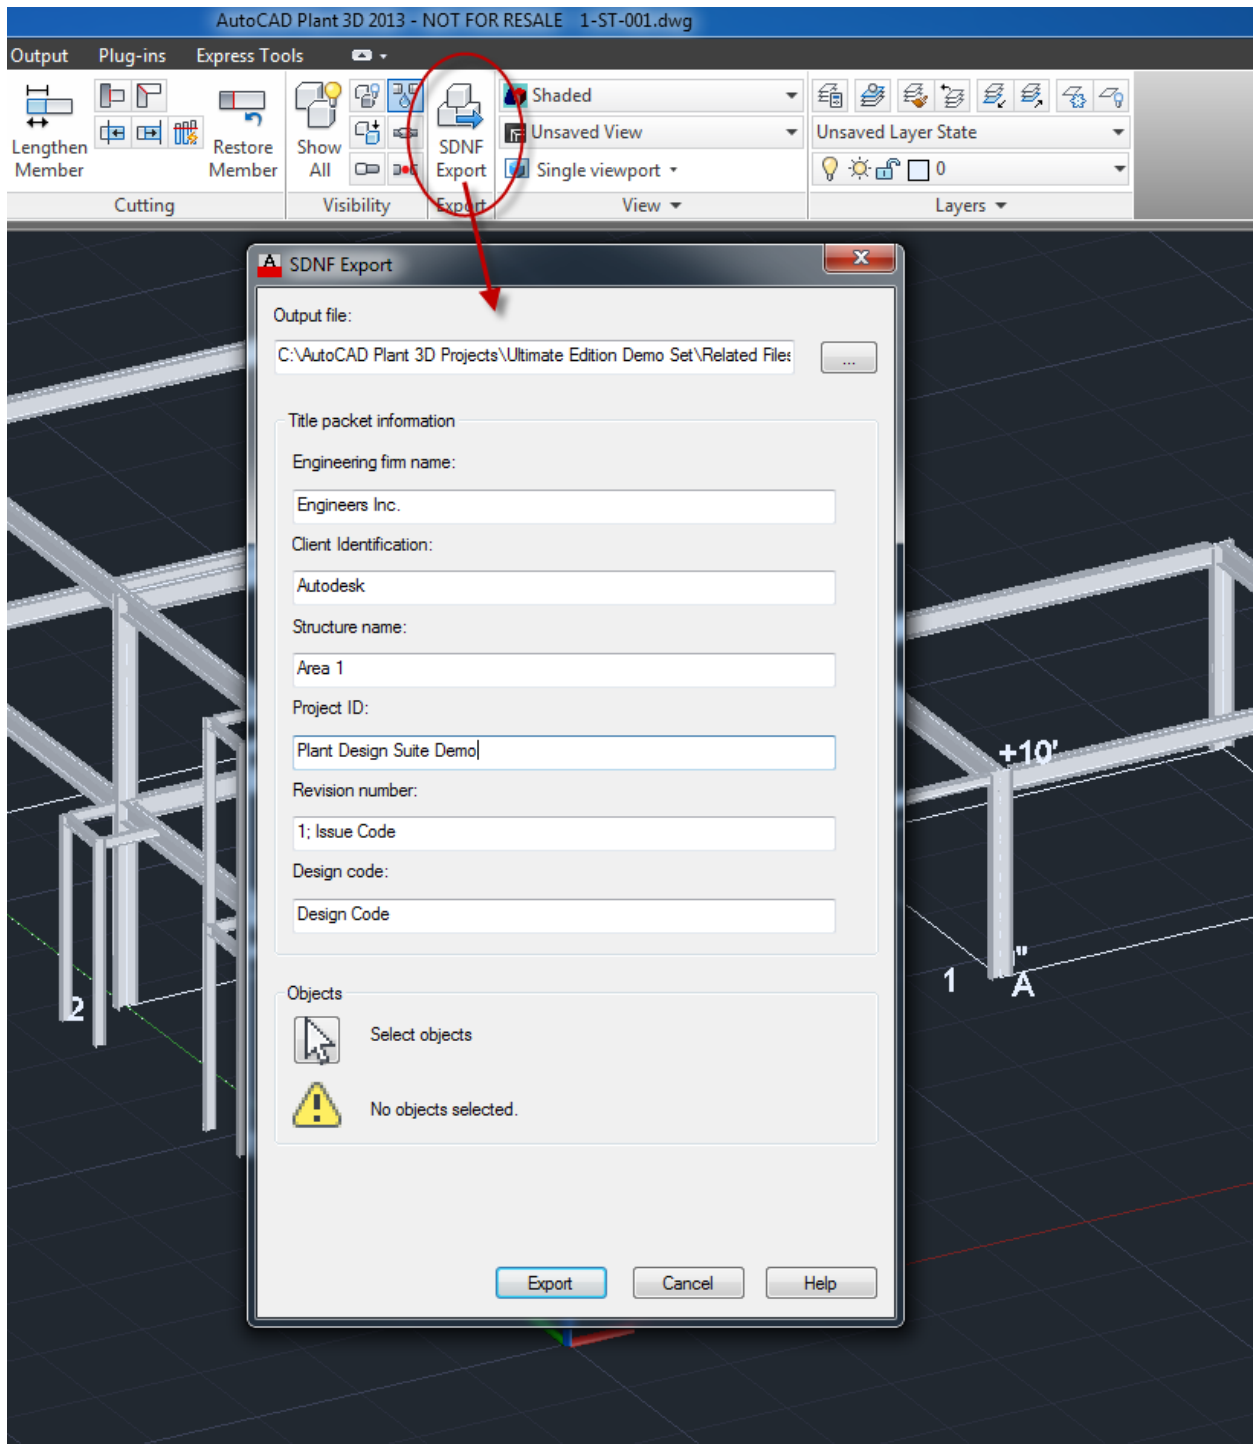 AutoCAD Plant 3D 2013 - NOT FOR RESALE 1-ST-001.dwg
Output Plug-ins Express Tools
Lengthen Member
Restore Member
Cutting
Show All
Visibility
SDNF Export
Export
Shaded
Unsaved View
Single viewport
View
Unsaved Layer State
0
Layers
SDNF Export
Output file:
C:\AutoCAD Plant 3D Projects\Ultimate Edition Demo Set\Related Files
...
Title packet information
Engineering firm name:
Engineers Inc.
Client Identification:
Autodesk
Structure name:
Area 1
Project ID:
Plant Design Suite Demo
Revision number:
1; Issue Code
Design code:
Design Code
Objects
Select objects
No objects selected.
Export Cancel Help
+10'
1
"
A
2